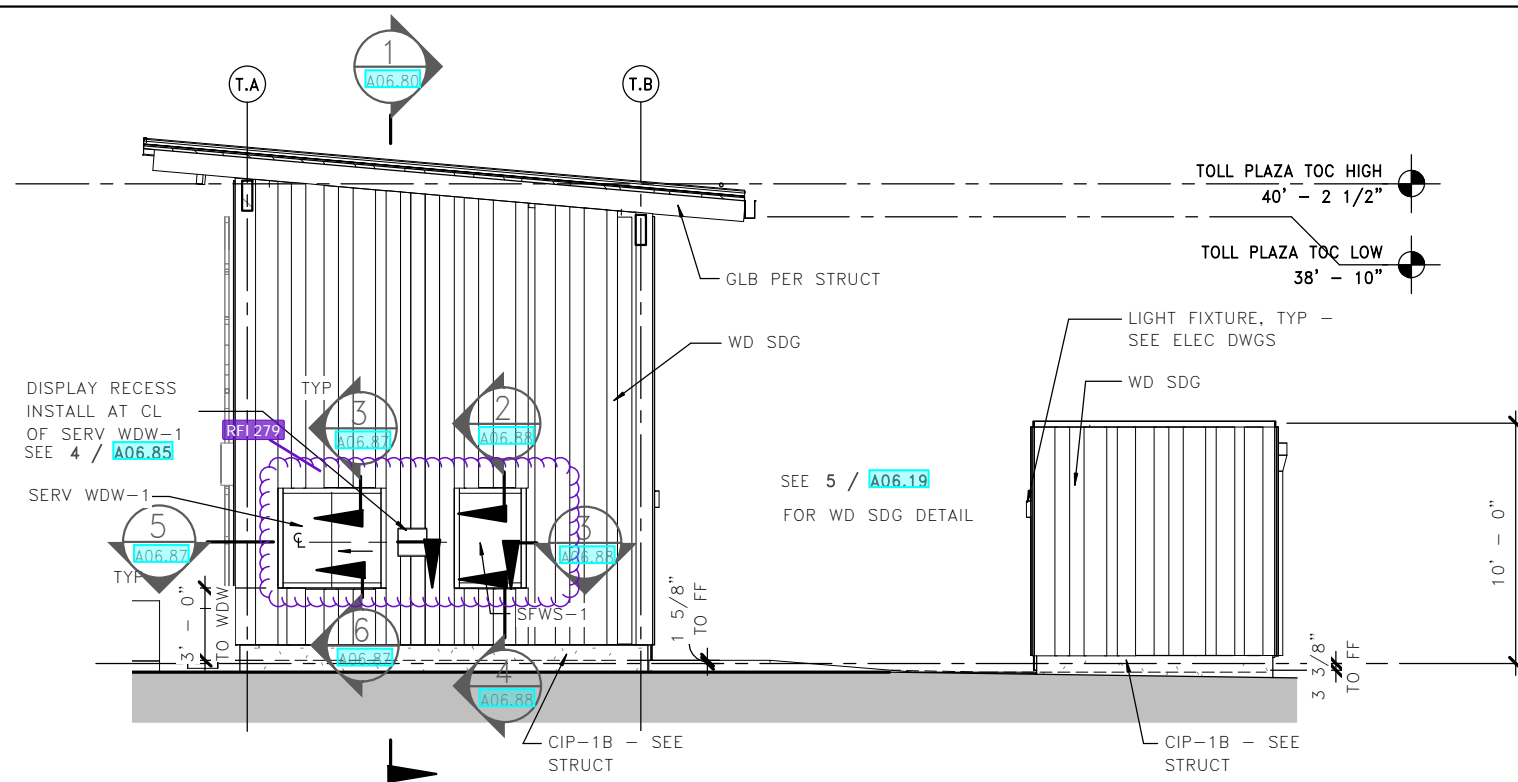 1
A06.80
T.A
T.B
TOLL PLAZA TOC HIGH
40' - 2 1/2"
TOLL PLAZA TOC LOW
38' - 10"
GLB PER STRUCT
LIGHT FIXTURE, TYP -
SEE ELEC DWGS
WD SDG
WD SDG
DISPLAY RECESS
INSTALL AT CL
OF SERV WDW-1
SEE 4 / A06.85
TYP
RFI 279
3
A06.87
2
A06.88
SERV WDW-1
SEE 5 / A06.19
FOR WD SDG DETAIL
5
A06.87
TYP
CL
3
A06.88
3' - 0"
TO WDW
SFWS-1
1 5/8"
TO FF
10' - 0"
6
A06.87
4
A06.88
3 3/8"
TO FF
CIP-1B - SEE
STRUCT
CIP-1B - SEE
STRUCT